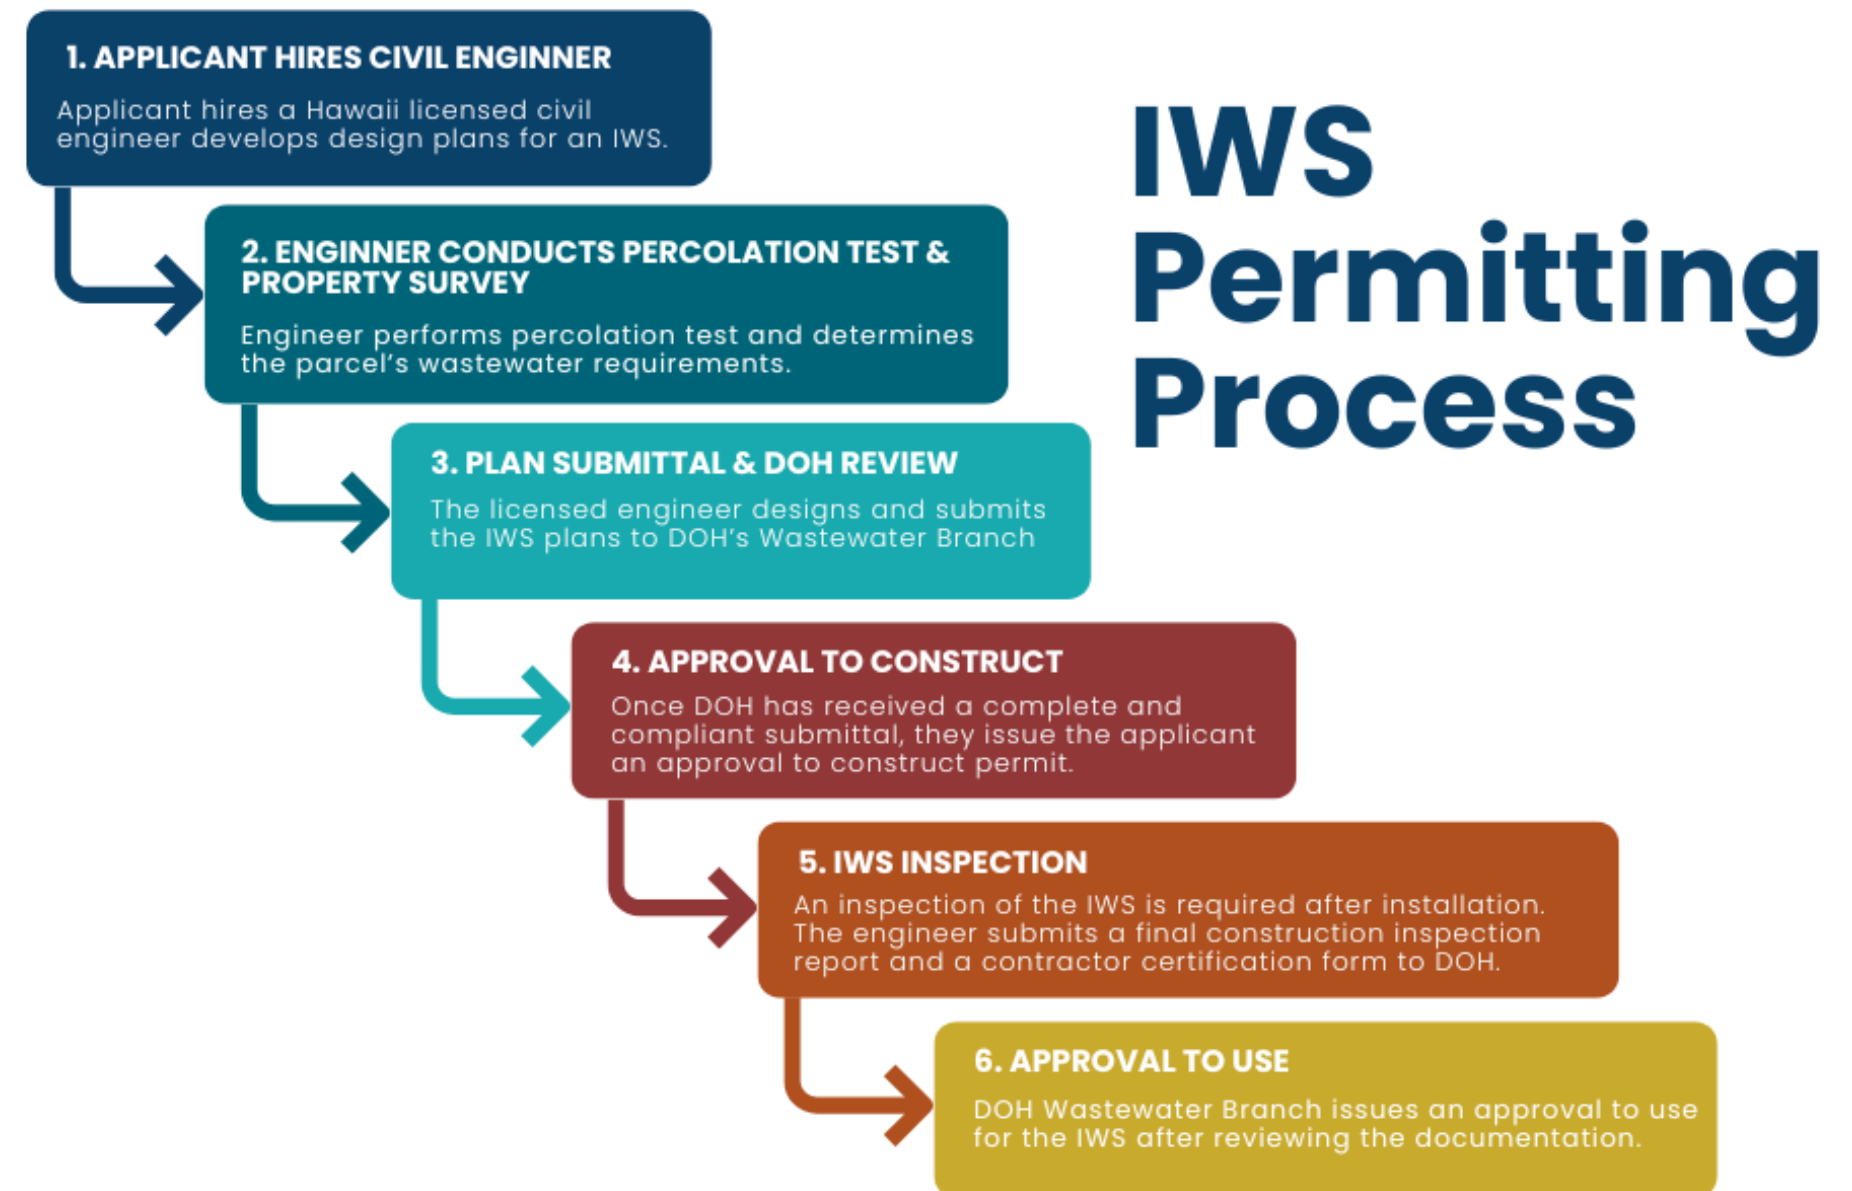 1. APPLICANT HIRES CIVIL ENGINNER
Applicant hires a Hawaii licensed civil
engineer develops design plans for an IWS.
IWS
Permitting
Process
2. ENGINNER CONDUCTS PERCOLATION TEST &
PROPERTY SURVEY
Engineer performs percolation test and determines
the parcel's wastewater requirements.
3. PLAN SUBMITTAL & DOH REVIEW
The licensed engineer designs and submits
the IWS plans to DOH's Wastewater Branch
4. APPROVAL TO CONSTRUCT
Once DOH has received a complete and
compliant submittal, they issue the applicant
an approval to construct permit.
5. IWS INSPECTION
An inspection of the IWS is required after installation.
The engineer submits a final construction inspection
report and a contractor certification form to DOH.
6. APPROVAL TO USE
DOH Wastewater Branch issues an approval to use
for the IWS after reviewing the documentation.